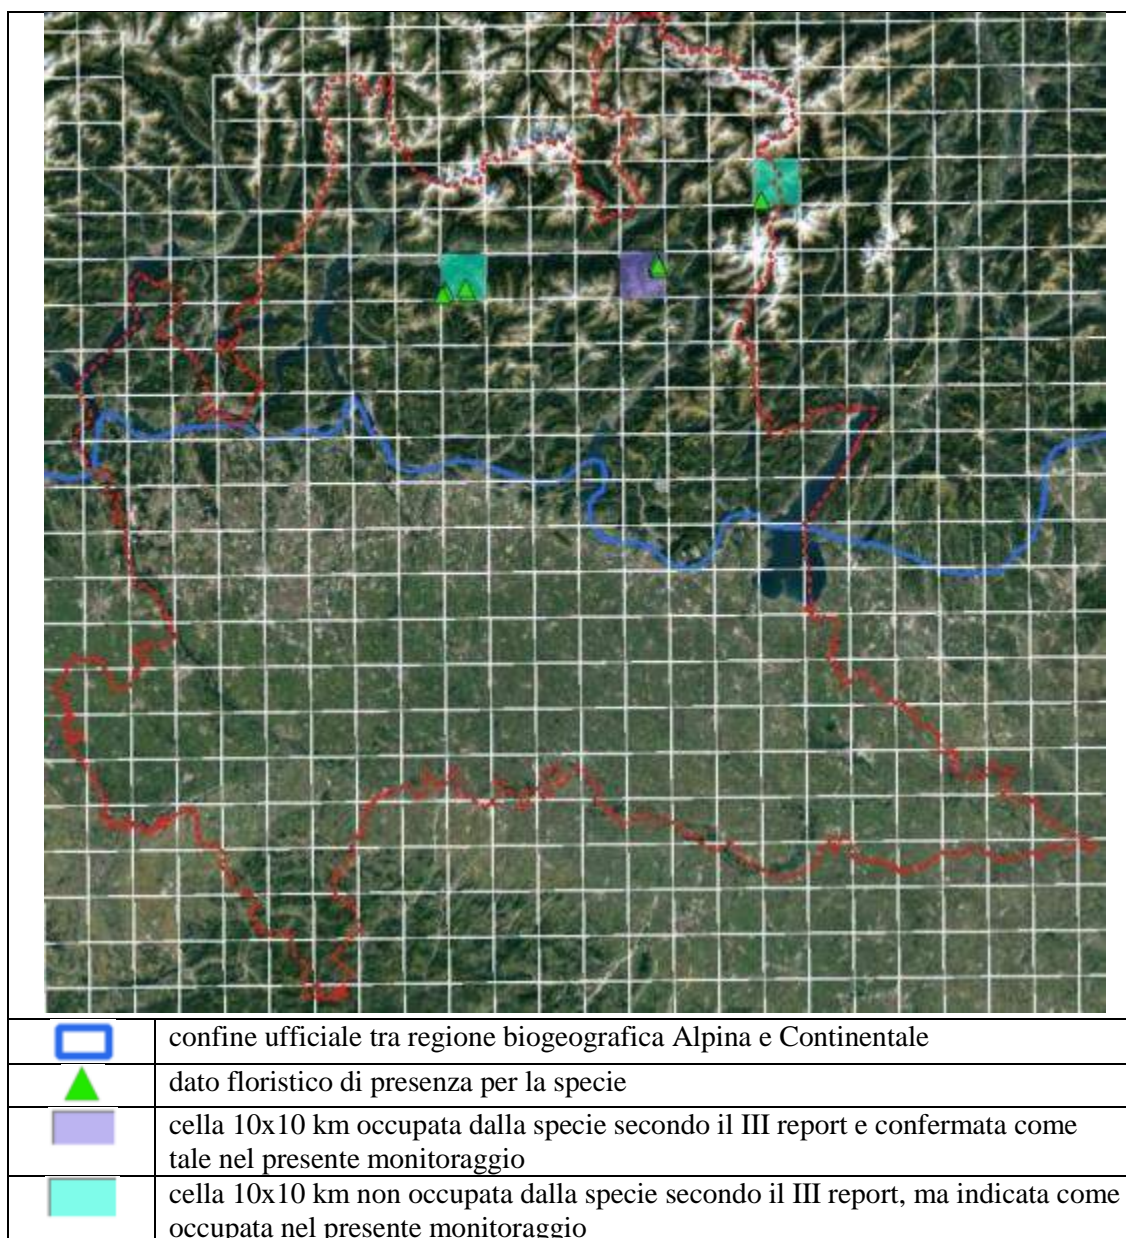 confine ufficiale tra regione biogeografica Alpina e Continentale
dato floristico di presenza per la specie
cella 10x10 km occupata dalla specie secondo il III report e confermata come
tale nel presente monitoraggio
cella 10x10 km non occupata dalla specie secondo il III report, ma indicata come
occupata nel presente monitoraggio